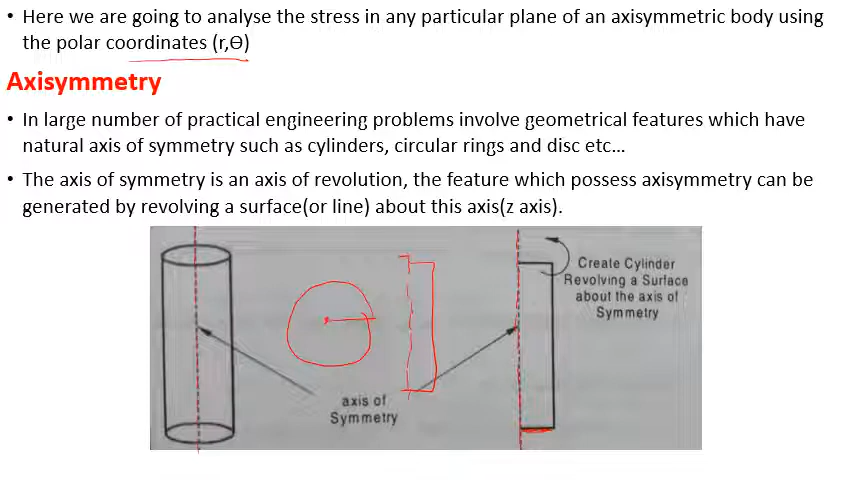 • Here we are going to analyse the stress in any particular plane of an axisymmetric body using
the polar coordinates (r,Ɵ)
Axisymmetry
• In large number of practical engineering problems involve geometrical features which have
natural axis of symmetry such as cylinders, circular rings and disc etc...
• The axis of symmetry is an axis of revolution, the feature which possess axisymmetry can be
generated by revolving a surface(or line) about this axis(z axis).
Create Cylinder
Revolving a Surface
about the axis of
Symmetry
axis of
Symmetry